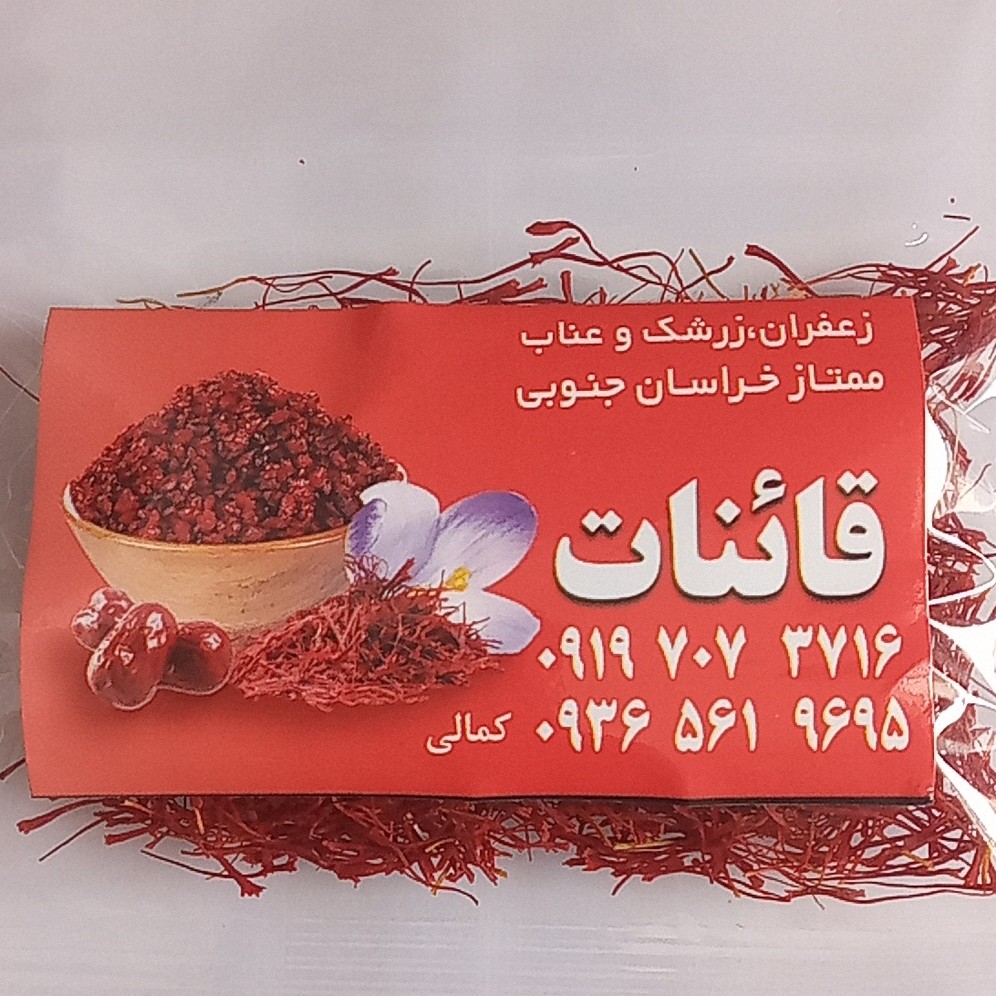 زعفران،زرشک و عناب
ممتاز خراسان جنوبی
قائنات
۰۹۱۹ ۷۰۷ ۳۷۱۶
۰۹۳۶ ۵۶۱ ۹۶۹۵ کمالی